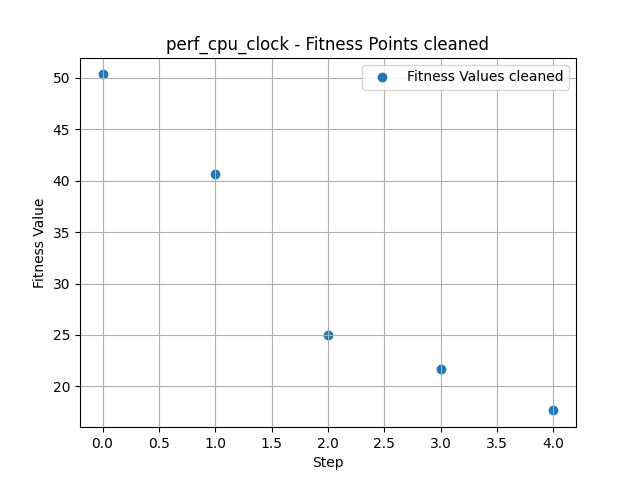 perf_cpu_clock - Fitness Points cleaned
Fitness Values cleaned
Fitness Value
50
45
40
35
30
25
20
0.0 0.5 1.0 1.5 2.0 2.5 3.0 3.5 4.0
Step